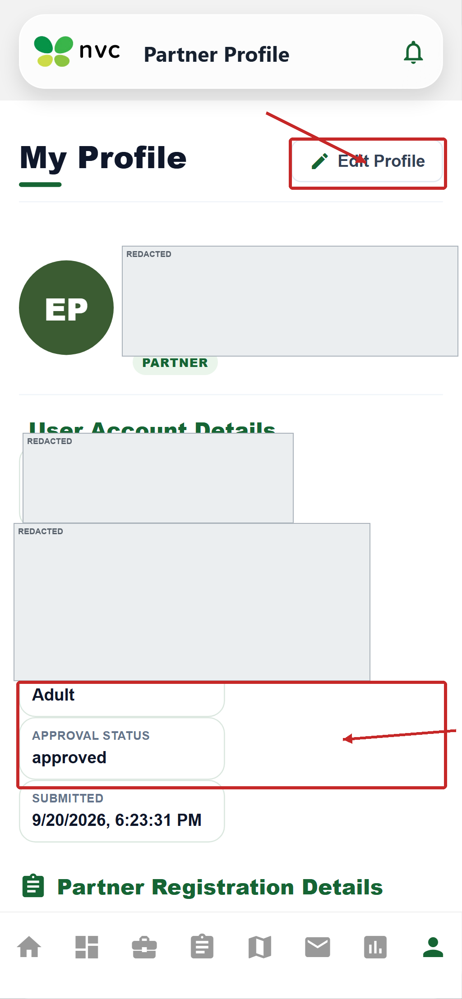 nvc
Partner Profile
My Profile
Edit Profile
REDACTED
EP
PARTNER
User Account Details
REDACTED
REDACTED
Adult
APPROVAL STATUS
approved
SUBMITTED
9/20/2026, 6:23:31 PM
Partner Registration Details